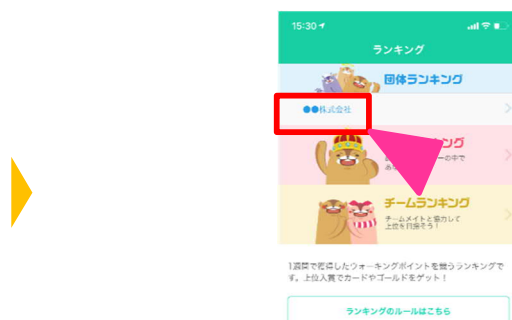 15:30
ランキング
団体ランキング
●●株式会社
ング
ーの中で
チームランキング
チームメイトと協力して
上位を目指そう！
1週間で獲得したウォーキングポイントを競うランキングで
す。上位入賞でカードやゴールドをゲット！
ランキングのルールはこちら